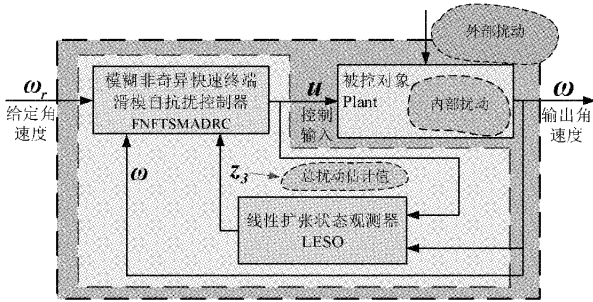 外部扰动
ωr
给定角
速度
模糊非奇异快速终端
滑模自抗扰控制器
FNFTSMADRC
u
控制
输入
被控对象
Plant
内部扰动
ω
输出角
速度
ω
z3
总扰动估计值
线性扩张状态观测器
LESO